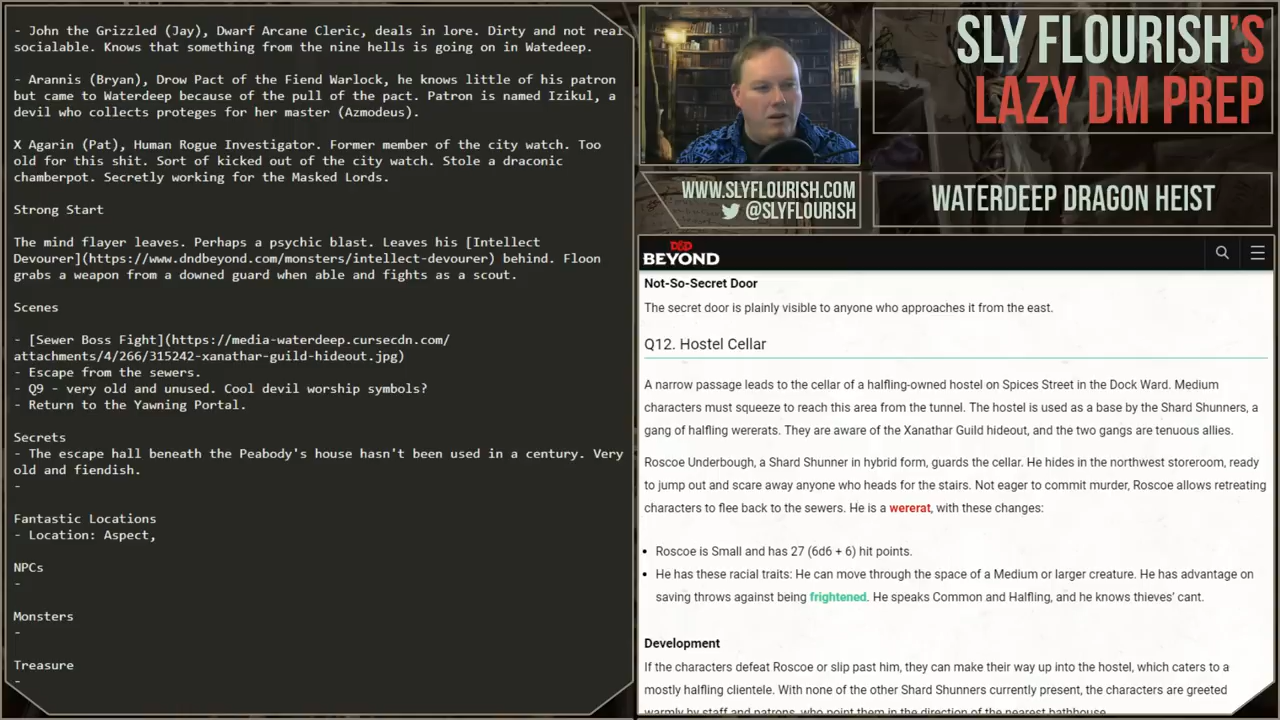 - John the Grizzled (Jay), Dwarf Arcane Cleric, deals in lore. Dirty and not real
socialable. Knows that something from the nine hells is going on in Watedeep.
- Arannis (Bryan), Drow Pact of the Fiend Warlock, he knows little of his patron
but came to Waterdeep because of the pull of the pact. Patron is named Izikul, a
devil who collects proteges for her master (Azmodeus).
X Agarin (Pat), Human Rogue Investigator. Former member of the city watch. Too
old for this shit. Sort of kicked out of the city watch. Stole a draconic
chamberpot. Secretly working for the Masked Lords.
Strong Start
The mind flayer leaves. Perhaps a psychic blast. Leaves his [Intellect
Devourer](https://www.dndbeyond.com/monsters/intellect-devourer) behind. Floon
grabs a weapon from a downed guard when able and fights as a scout.
Scenes
- [Sewer Boss Fight](https://media-waterdeep.cursecdn.com/
attachments/4/266/315242-xanathar-guild-hideout.jpg)
- Escape from the sewers.
- Q9 - very old and unused. Cool devil worship symbols?
- Return to the Yawning Portal.
Secrets
- The escape hall beneath the Peabody's house hasn't been used in a century. Very
old and fiendish.
-
Fantastic Locations
- Location: Aspect,
NPCs
-
Monsters
-
Treasure
-
SLY FLOURISH'S
LAZY DM PREP
WWW.SLYFLOURISH.COM
@SLYFLOURISH
WATERDEEP DRAGON HEIST
D&D
BEYOND
Not-So-Secret Door
The secret door is plainly visible to anyone who approaches it from the east.
Q12. Hostel Cellar
A narrow passage leads to the cellar of a halfling-owned hostel on Spices Street in the Dock Ward. Medium
characters must squeeze to reach this area from the tunnel. The hostel is used as a base by the Shard Shunners, a
gang of halfling wererats. They are aware of the Xanathar Guild hideout, and the two gangs are tenuous allies.
Roscoe Underbough, a Shard Shunner in hybrid form, guards the cellar. He hides in the northwest storeroom, ready
to jump out and scare away anyone who heads for the stairs. Not eager to commit murder, Roscoe allows retreating
characters to flee back to the sewers. He is a wererat, with these changes:
• Roscoe is Small and has 27 (6d6 + 6) hit points.
• He has these racial traits: He can move through the space of a Medium or larger creature. He has advantage on
saving throws against being frightened. He speaks Common and Halfling, and he knows thieves' cant.
Development
If the characters defeat Roscoe or slip past him, they can make their way up into the hostel, which caters to a
mostly halfling clientele. With none of the other Shard Shunners currently present, the characters are greeted
warmly by staff and patrons, who point them in the direction of the nearest bathhouse.